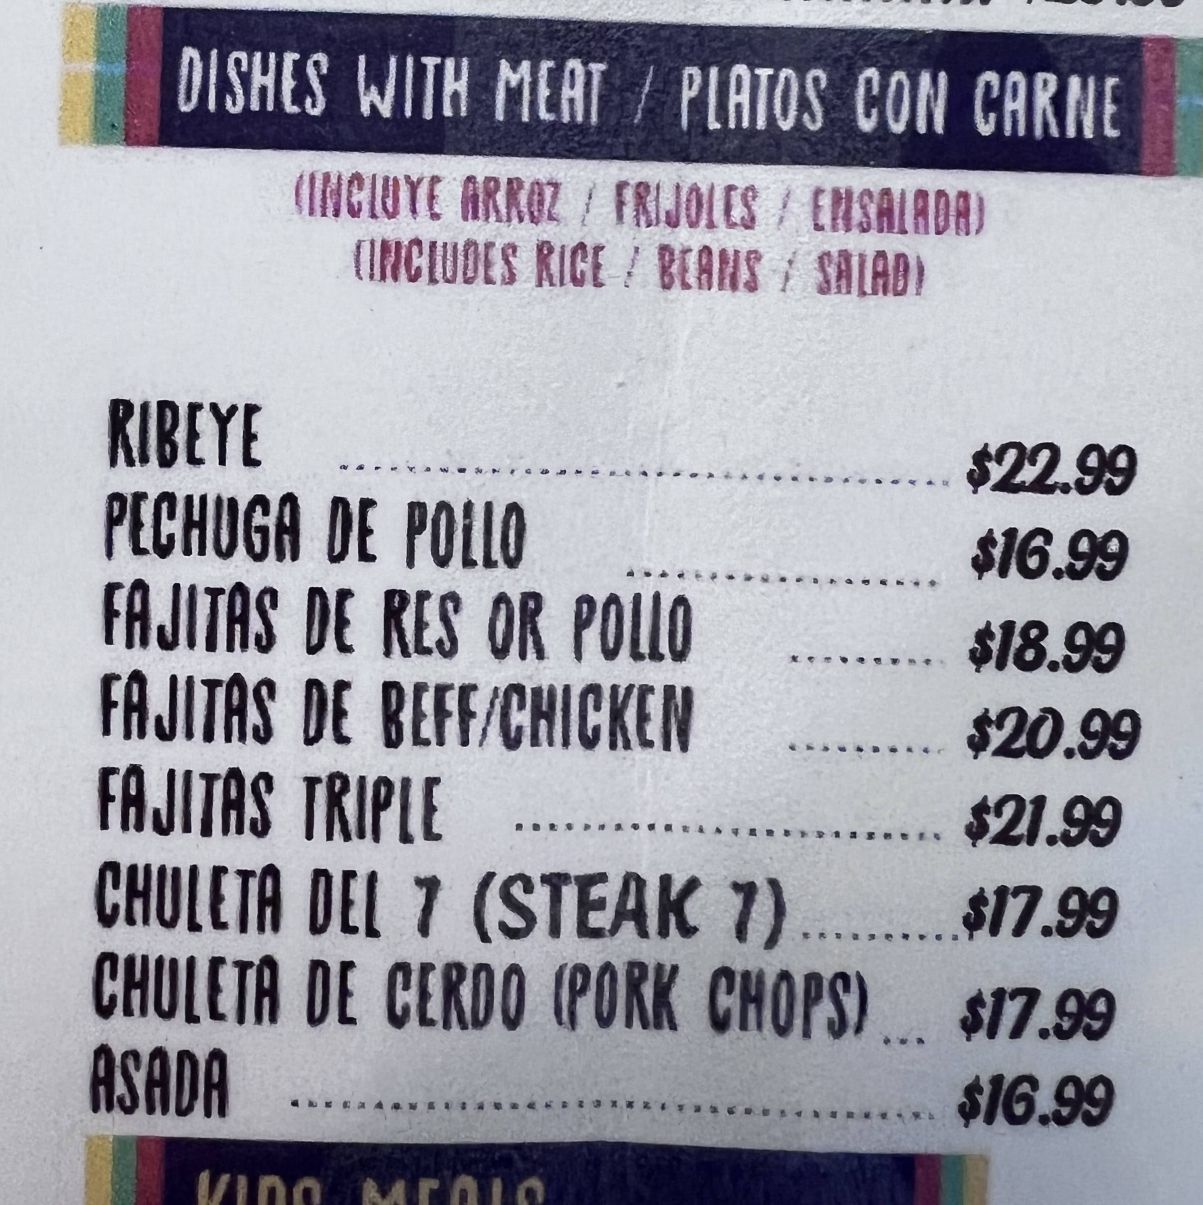 DISHES WITH MEAT / PLATOS CON CARNE
(INCLUYE ARROZ / FRIJOLES / ENSALADA)
(INCLUDES RICE / BEANS / SALAD)
RIBEYE ........ $22.99
PECHUGA DE POLLO ........ $16.99
FAJITAS DE RES OR POLLO ........ $18.99
FAJITAS DE BEFF/CHICKEN ........ $20.99
FAJITAS TRIPLE ........ $21.99
CHULETA DEL 7 (STEAK 7) ........ $17.99
CHULETA DE CERDO (PORK CHOPS) ... $17.99
ASADA ........ $16.99
KIDS MEALS